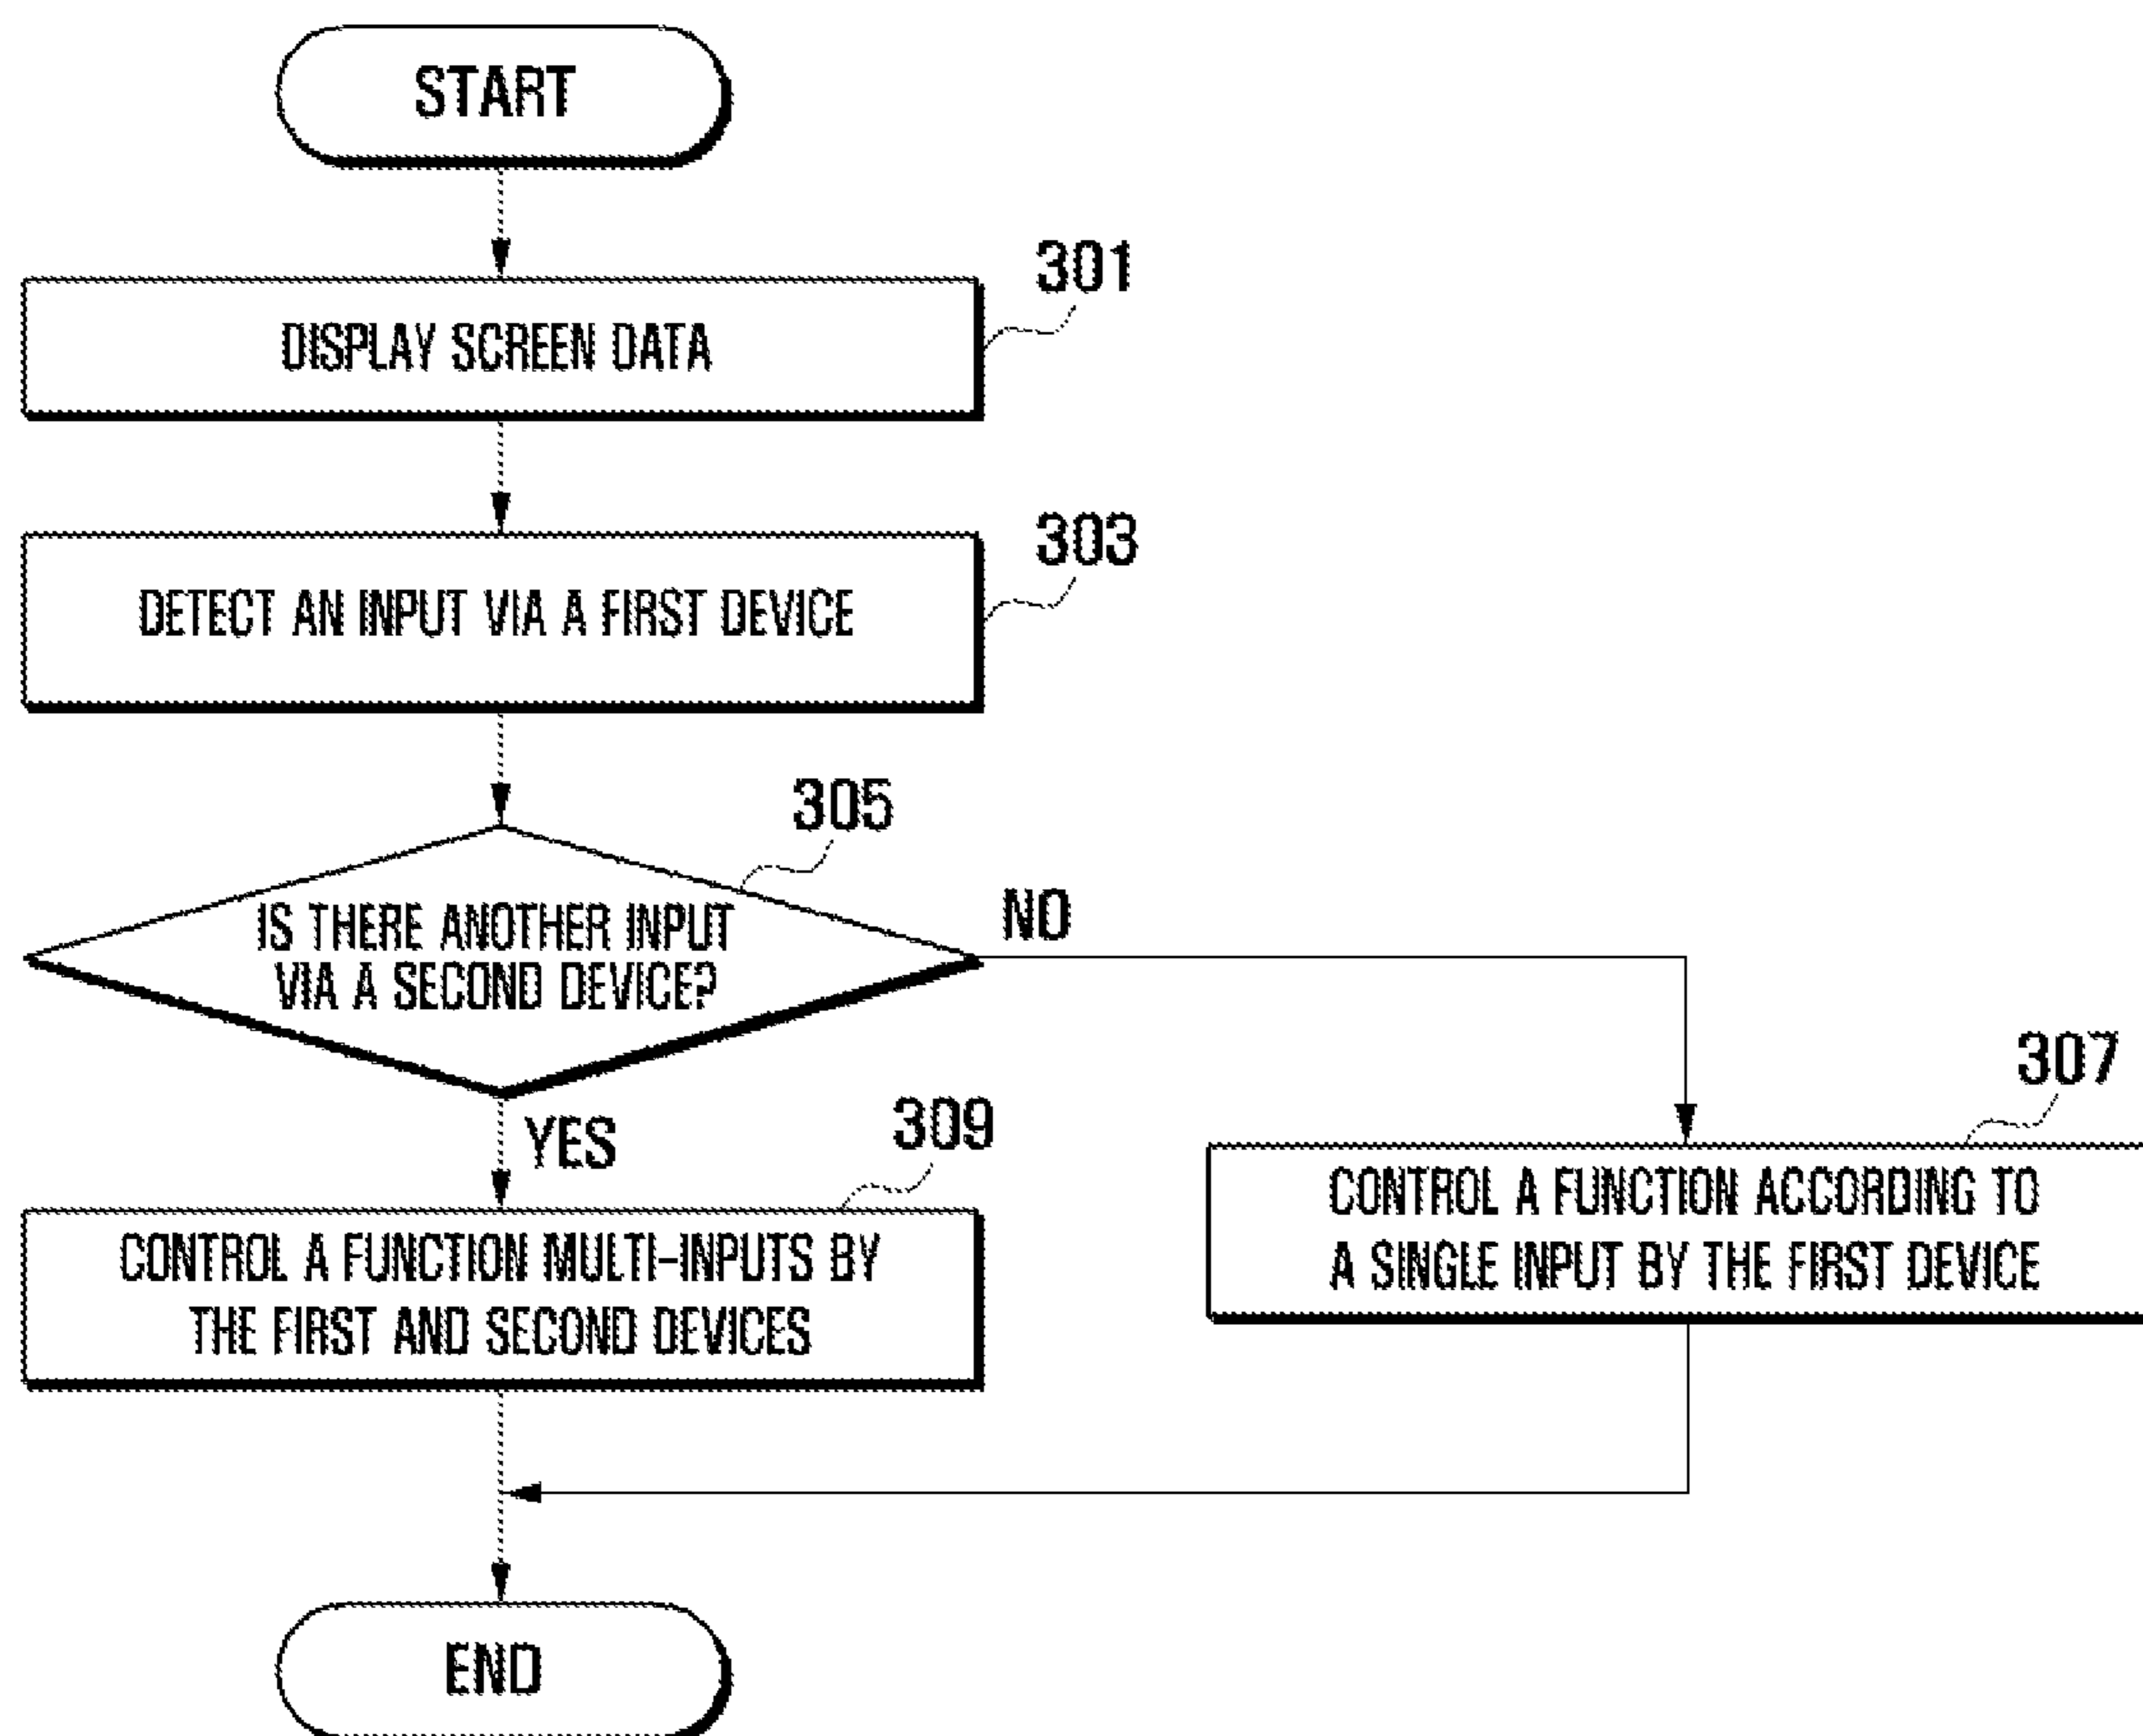 START
301
DISPLAY SCREEN DATA
303
DETECT AN INPUT VIA A FIRST DEVICE
305
IS THERE ANOTHER INPUT
VIA A SECOND DEVICE?
NO
YES
307
CONTROL A FUNCTION ACCORDING TO
A SINGLE INPUT BY THE FIRST DEVICE
309
CONTROL A FUNCTION MULTI-INPUTS BY
THE FIRST AND SECOND DEVICES
END